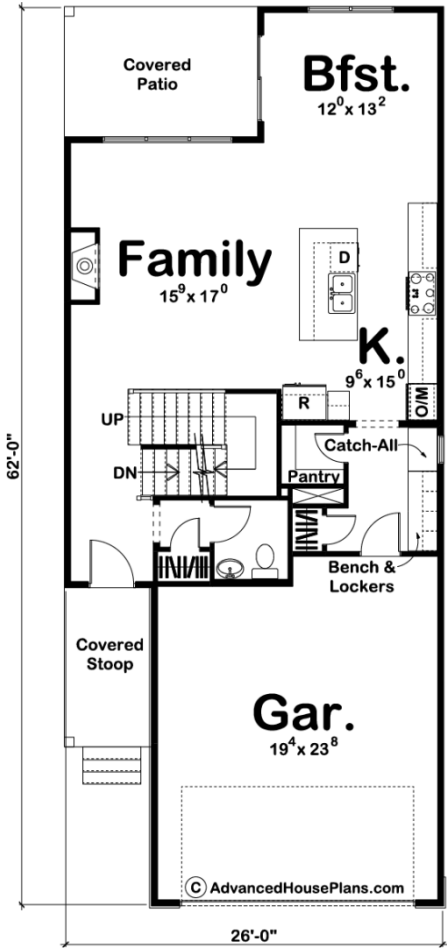 Covered
Patio
Bfst.
12⁰ x 13²
Family
15⁹ x 17⁰
D
K.
9⁶ x 15⁰
R
O/M
UP
DN
Catch-All
Pantry
Bench &
Lockers
Covered
Stoop
Gar.
19⁴ x 23⁸
© AdvancedHousePlans.com
62'-0"
26'-0"